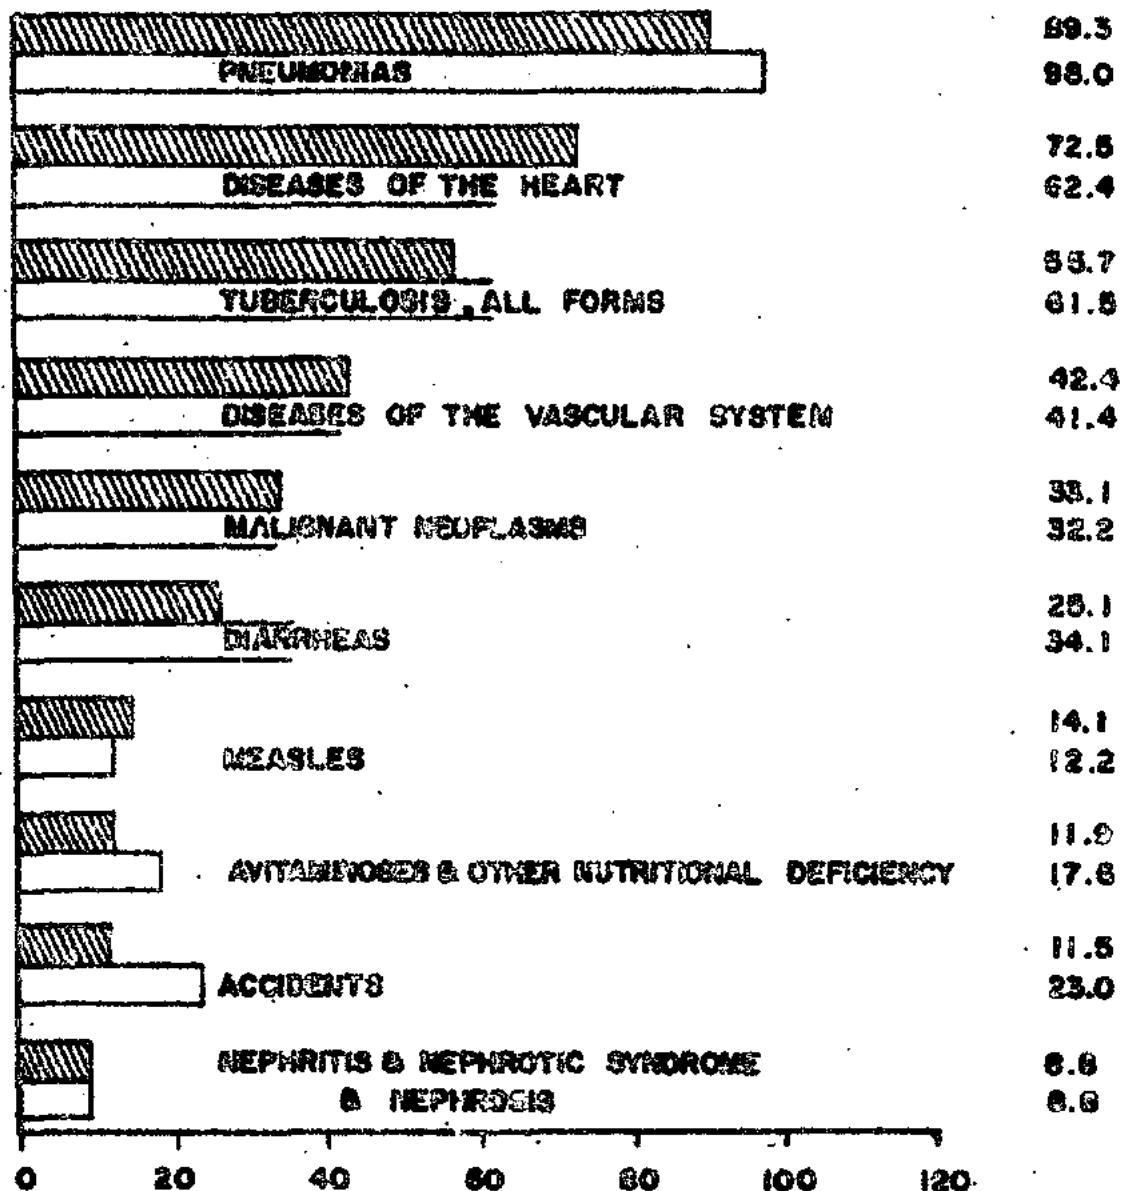 89.3
PNEUMONIAS 98.0
72.5
DISEASES OF THE HEART 62.4
TUBERCULOSIS, ALL FORMS 61.5
42.4
DISEASES OF THE VASCULAR SYSTEM 41.4
33.1
MALIGNANT NEOPLASMS 32.2
25.1
DIARRHEAS 34.1
14.1
MEASLES 12.2
11.9
AVITAMINOSES & OTHER NUTRITIONAL DEFICIENCY 17.6
11.5
ACCIDENTS 23.0
NEPHRITIS & NEPHROTIC SYNDROME
& NEPHROSIS
0 20 40 60 80 100 120